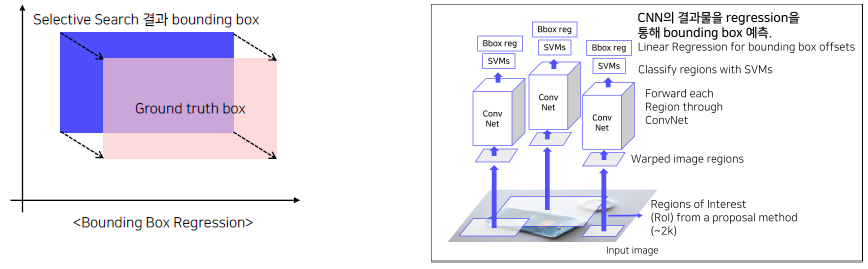 Selective Search 결과 bounding box
Ground truth box
<Bounding Box Regression>
CNN의 결과물을 regression을
통해 bounding box 예측.
Linear Regression for bounding box offsets
Bbox reg
SVMs
Bbox reg
SVMs
Bbox reg
SVMs
Classify regions with SVMs
Conv
Net
Conv
Net
Conv
Net
Forward each
Region through
ConvNet
Warped image regions
Regions of Interest
(RoI) from a proposal method
(~2k)
Input image